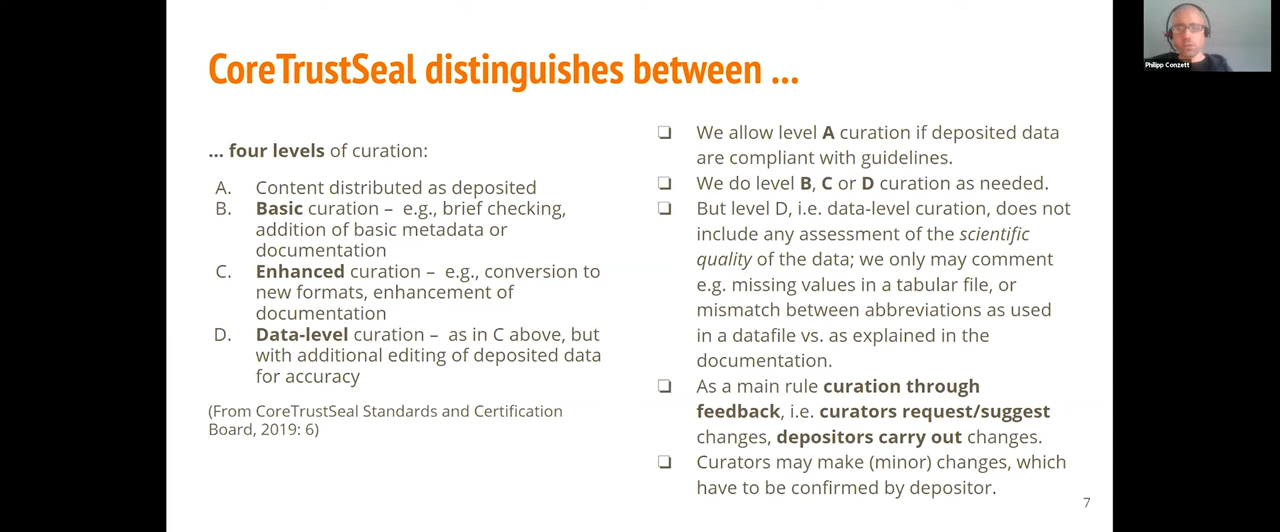 CoreTrustSeal distinguishes between ...
... four levels of curation:
A. Content distributed as deposited
B. Basic curation – e.g., brief checking,
addition of basic metadata or
documentation
C. Enhanced curation – e.g., conversion to
new formats, enhancement of
documentation
D. Data-level curation – as in C above, but
with additional editing of deposited data
for accuracy
(From CoreTrustSeal Standards and Certification
Board, 2019: 6)
❏ We allow level A curation if deposited data
are compliant with guidelines.
❏ We do level B, C or D curation as needed.
❏ But level D, i.e. data-level curation, does not
include any assessment of the scientific
quality of the data; we only may comment
e.g. missing values in a tabular file, or
mismatch between abbreviations as used
in a datafile vs. as explained in the
documentation.
❏ As a main rule curation through
feedback, i.e. curators request/suggest
changes, depositors carry out changes.
❏ Curators may make (minor) changes, which
have to be confirmed by depositor.
7
Philipp Conzett